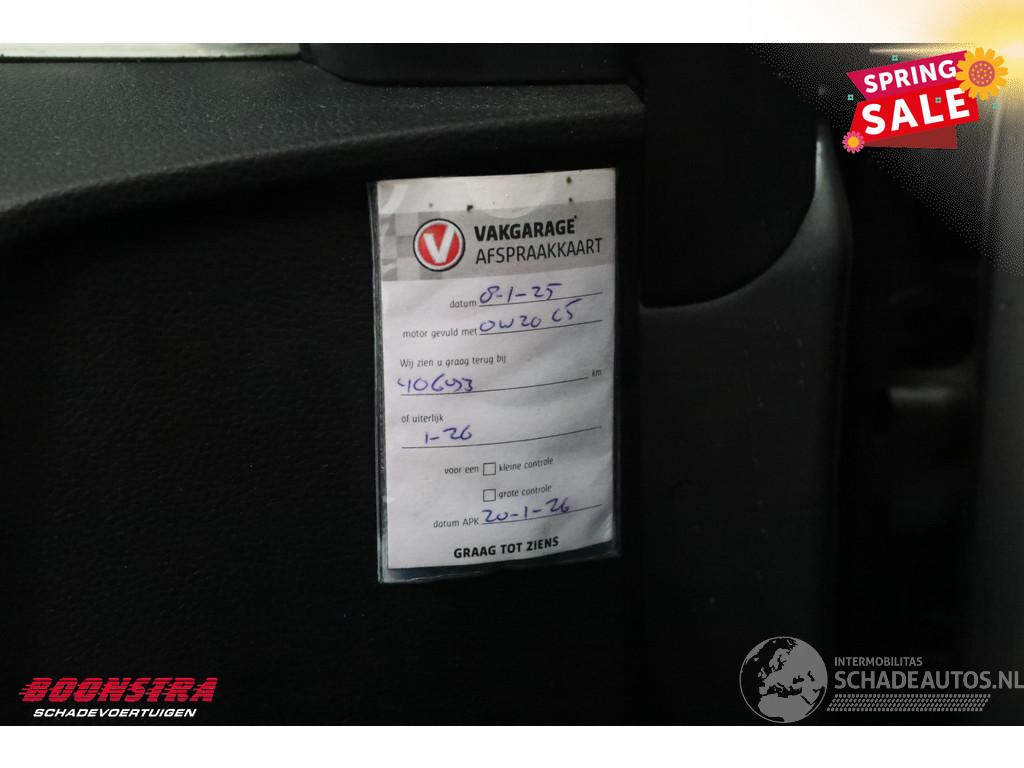 SPRING
SALE
VAKGARAGE
AFSPRAAKKAART
datum 8-1-25
motor gevuld met 0W20 C5
Wij zien u graag terug bij
km
of uiterlijk
1-26
voor een kleine controle
grote controle
datum APK 20-1-26
GRAAG TOT ZIENS
BOONSTRA
SCHADEVOERTUIGEN
INTERMOBILITAS
SCHADEAUTOS.NL